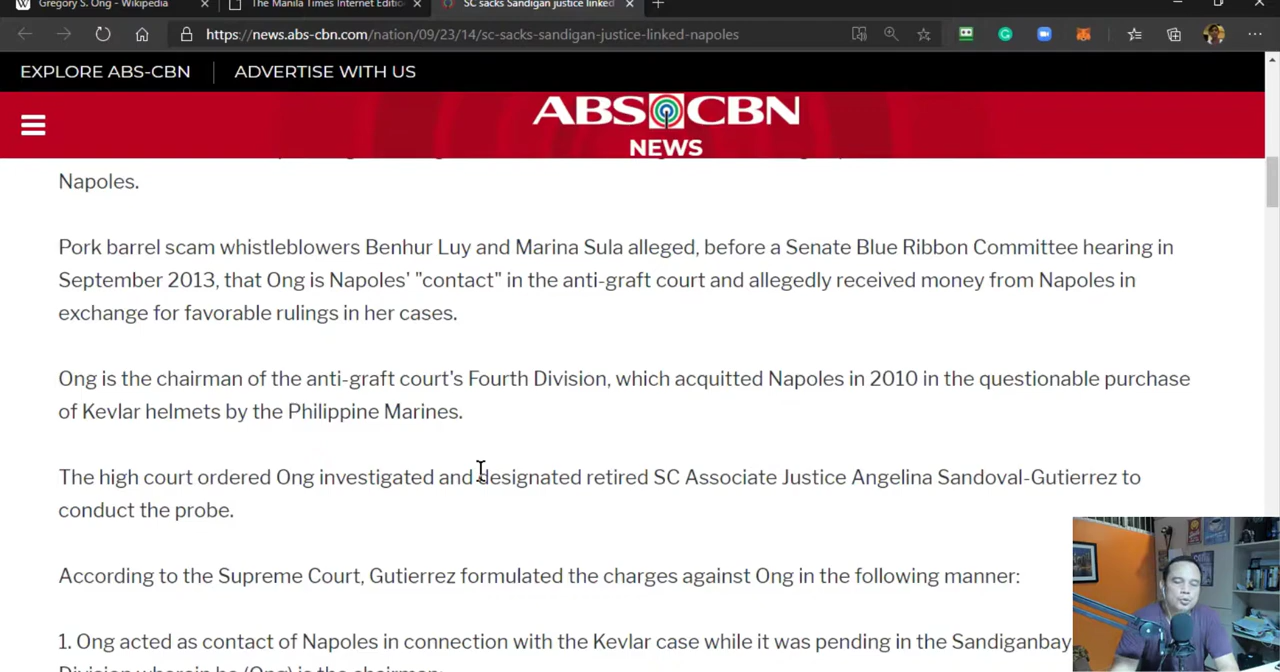 Gregory S. Ong - Wikipedia
The Manila Times Internet Editio
SC sacks Sandigan justice linked
https://news.abs-cbn.com/nation/09/23/14/sc-sacks-sandigan-justice-linked-napoles
EXPLORE ABS-CBN
ADVERTISE WITH US
ABS CBN
NEWS
Napoles.
Pork barrel scam whistleblowers Benhur Luy and Marina Sula alleged, before a Senate Blue Ribbon Committee hearing in
September 2013, that Ong is Napoles' "contact" in the anti-graft court and allegedly received money from Napoles in
exchange for favorable rulings in her cases.
Ong is the chairman of the anti-graft court's Fourth Division, which acquitted Napoles in 2010 in the questionable purchase
of Kevlar helmets by the Philippine Marines.
The high court ordered Ong investigated and designated retired SC Associate Justice Angelina Sandoval-Gutierrez to
conduct the probe.
According to the Supreme Court, Gutierrez formulated the charges against Ong in the following manner:
1. Ong acted as contact of Napoles in connection with the Kevlar case while it was pending in the Sandiganbay
Division wherein he (Ong) is the chairman;